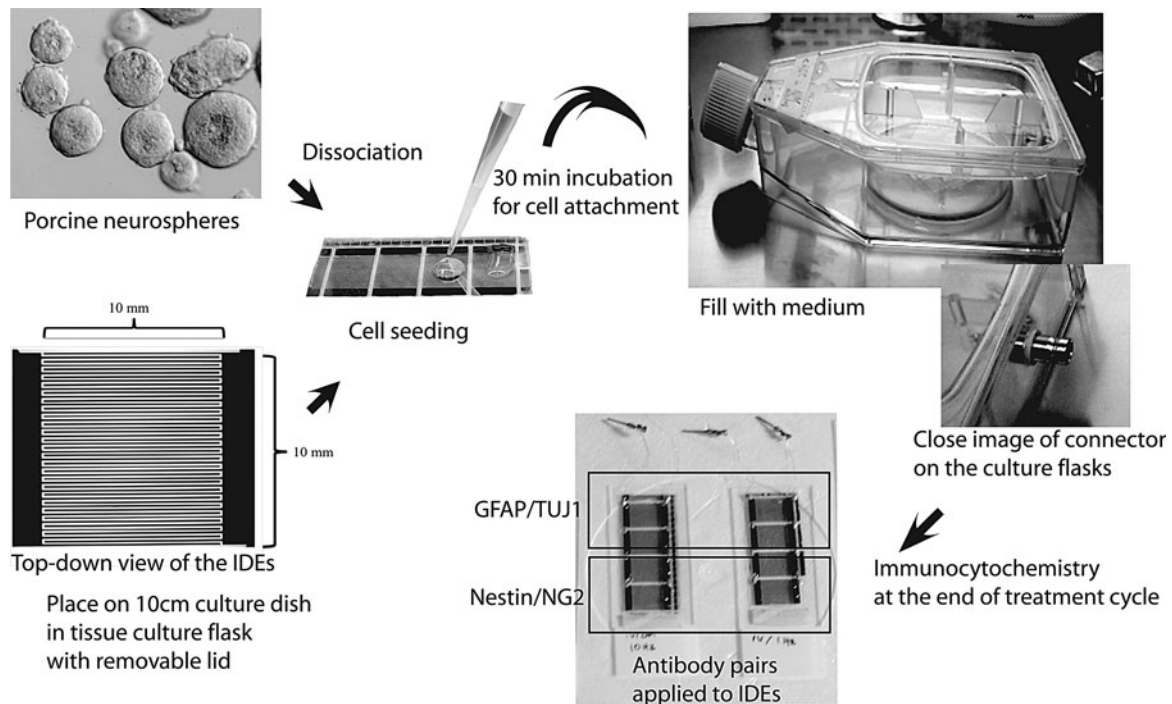 Porcine neurospheres
Dissociation
30 min incubation
for cell attachment
Cell seeding
Fill with medium
10 mm
10 mm
Top-down view of the IDEs
Place on 10cm culture dish
in tissue culture flask
with removable lid
Close image of connector
on the culture flasks
GFAP/TUJ1
Nestin/NG2
Immunocytochemistry
at the end of treatment cycle
Antibody pairs
applied to IDEs